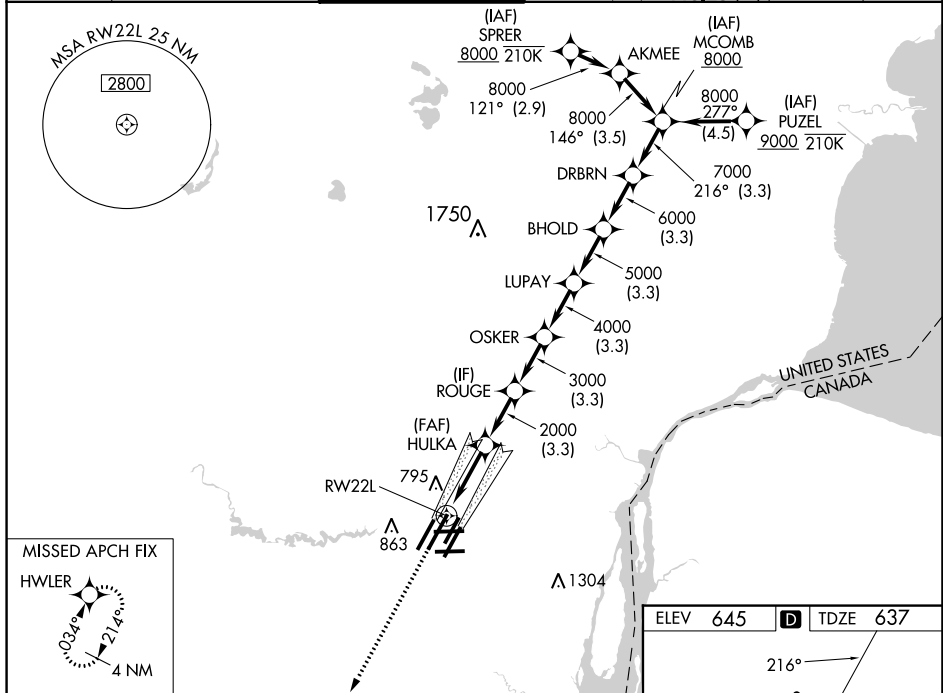 MSA RW22L 25 NM
2800
(IAF)
SPRER
8000 210K
8000
121° (2.9)
AKMEE
8000
146° (3.5)
(IAF)
MCOMB
8000
8000
277°
(4.5)
(IAF)
PUZEL
9000 210K
7000
216° (3.3)
DRBRN
6000
(3.3)
1750
BHOLD
5000
(3.3)
LUPAY
4000
(3.3)
OSKER
3000
(3.3)
(IF)
ROUGE
2000
(3.3)
(FAF)
HULKA
UNITED STATES
CANADA
795
RW22L
863
1304
MISSED APCH FIX
HWLER
034°
214°
4 NM
ELEV 645 D TDZE 637
216°